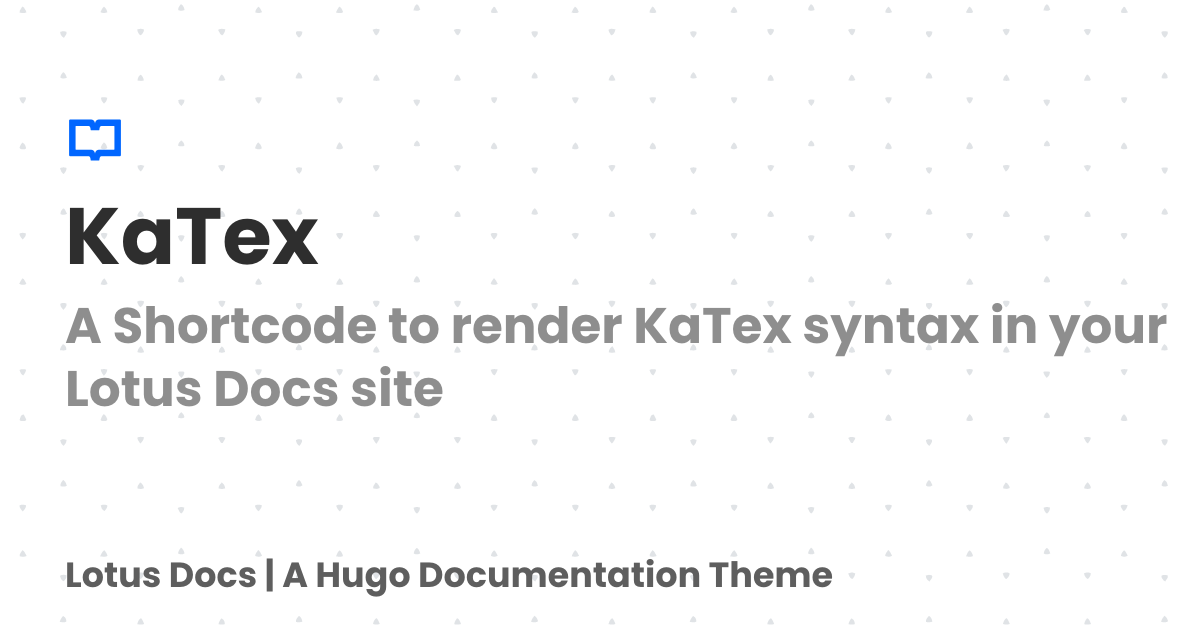 KaTex
A Shortcode to render KaTex syntax in your
Lotus Docs site
Lotus Docs | A Hugo Documentation Theme